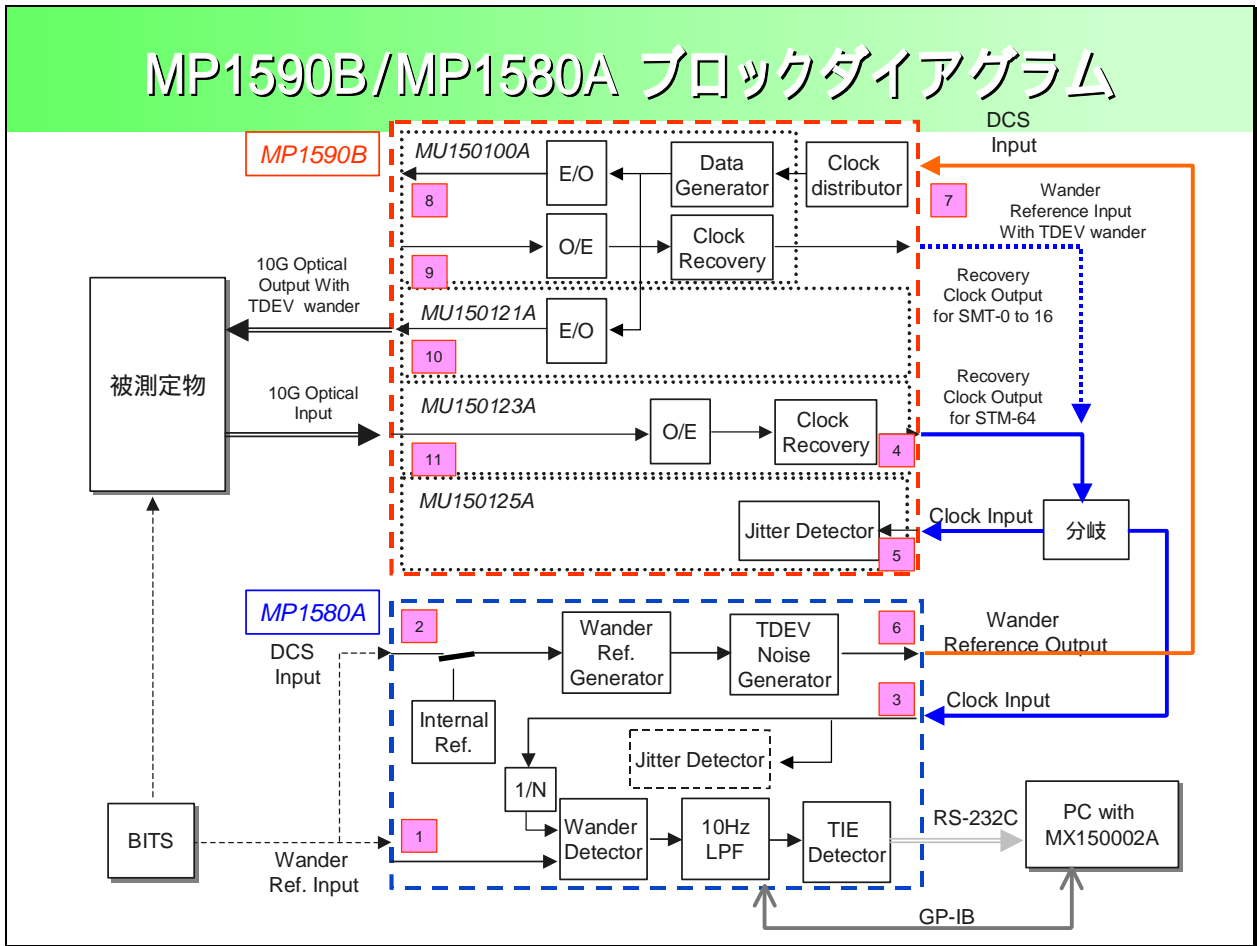 MP1590B/MP1580A ブロックダイアグラム
DCS
Input
MP1590B
MU150100A
E/O
Data
Generator
Clock
distributor
8
7
Wander
Reference Input
With TDEV wander
O/E
Clock
Recovery
9
10G Optical
Output With
TDEV wander
Recovery
Clock Output
for SMT-0 to 16
MU150121A
E/O
10
被測定物
10G Optical
Input
MU150123A
O/E
Clock
Recovery
4
11
Recovery
Clock Output
for STM-64
MU150125A
Jitter Detector
5
Clock Input
分岐
MP1580A
2
DCS
Input
Wander
Ref.
Generator
TDEV
Noise
Generator
6
Wander
Reference Output
Internal
Ref.
3
Clock Input
Jitter Detector
1/N
BITS
1
Wander
Ref. Input
Wander
Detector
10Hz
LPF
TIE
Detector
RS-232C
PC with
MX150002A
GP-IB